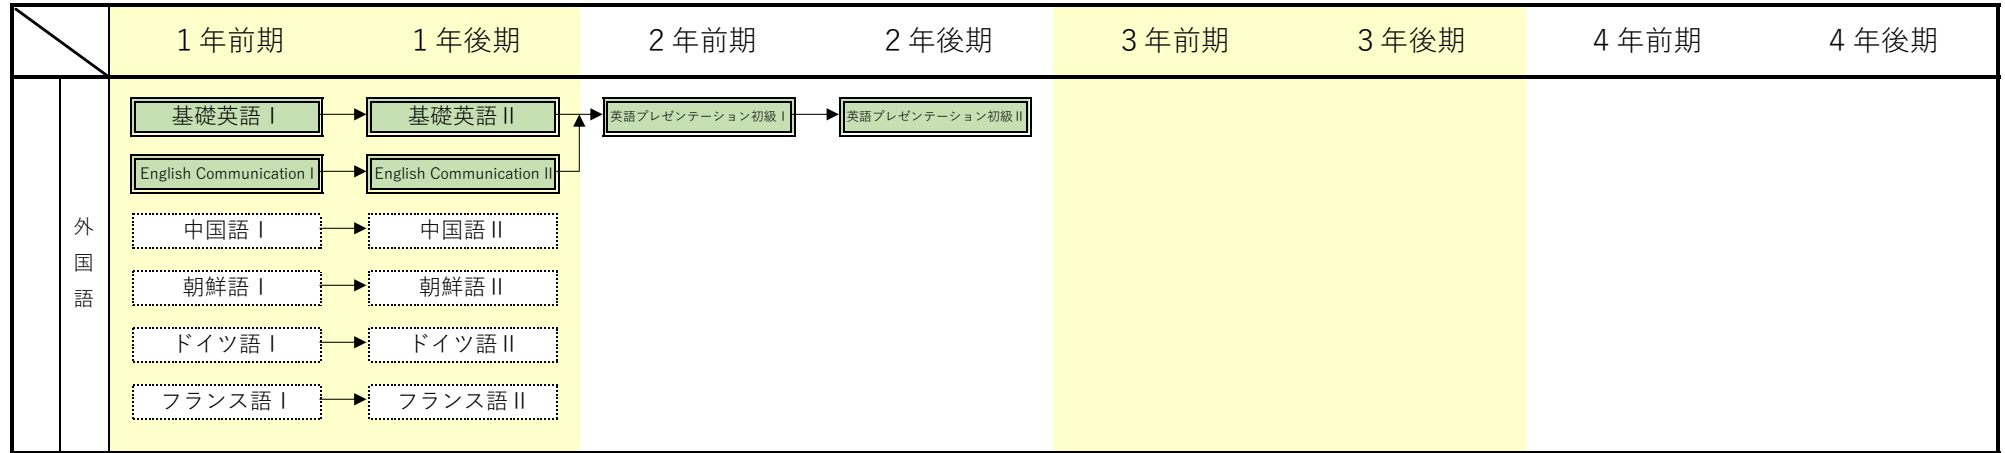 1年前期 1年後期 2年前期 2年後期 3年前期 3年後期 4年前期 4年後期
基礎英語Ⅰ 基礎英語Ⅱ 英語プレゼンテーション初級Ⅰ 英語プレゼンテーション初級Ⅱ
English Communication Ⅰ English Communication Ⅱ
外国語
中国語Ⅰ 中国語Ⅱ
朝鮮語Ⅰ 朝鮮語Ⅱ
ドイツ語Ⅰ ドイツ語Ⅱ
フランス語Ⅰ フランス語Ⅱ